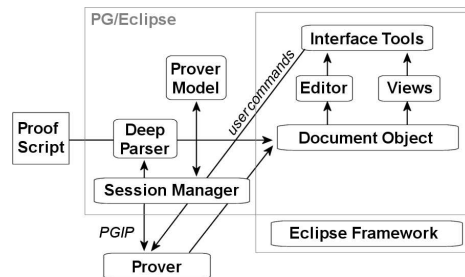 PG/Eclipse
Interface Tools
Prover
Model
user commands
Editor
Views
Proof
Script
Deep
Parser
Document Object
Session Manager
PGIP
Eclipse Framework
Prover